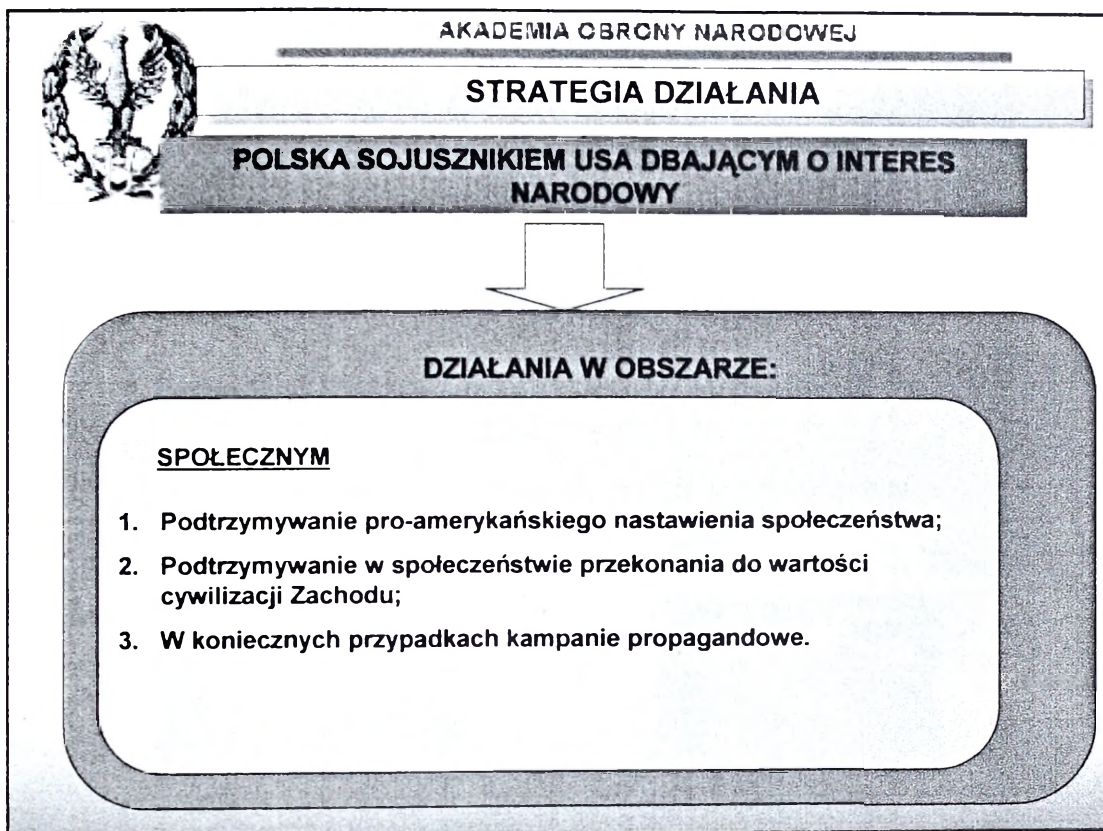 AKADEMIA OBRONY NARODOWEJ
STRATEGIA DZIAŁANIA
POLSKA SOJUSZNIKIEM USA DBAJĄCYM O INTERES
NARODOWY
DZIAŁANIA W OBSZARZE:
SPOŁECZNYM
1. Podtrzymywanie pro-amerykańskiego nastawienia społeczeństwa;
2. Podtrzymywanie w społeczeństwie przekonania do wartości
cywilizacji Zachodu;
3. W koniecznych przypadkach kampanie propagandowe.